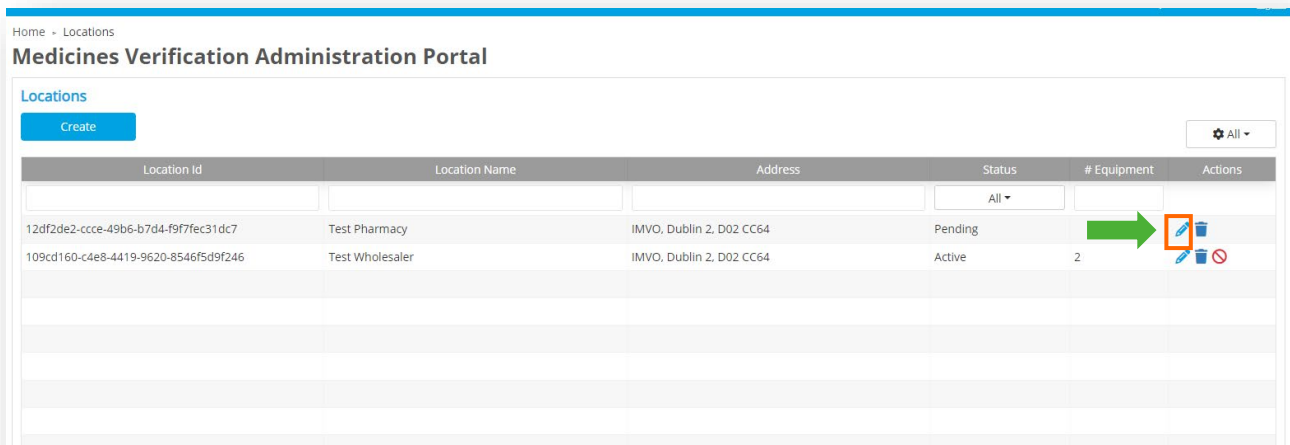 Home - Locations
Medicines Verification Administration Portal
Locations
Create
All
Location Id Location Name Address Status # Equipment Actions
All
12df2de2-ccce-49b6-b7d4-f9f7fec31dc7 Test Pharmacy IMVO, Dublin 2, D02 CC64 Pending
109cd160-c4e8-4419-9620-8546f5d9f246 Test Wholesaler IMVO, Dublin 2, D02 CC64 Active 2